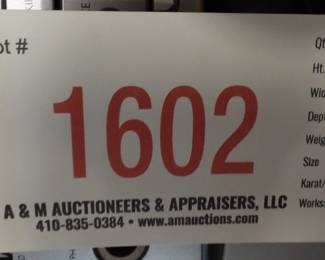 ot #
1602
A & M AUCTIONEERS & APPRAISERS, LLC
410-835-0384 • www.amauctions.com
Qt
Ht.
Wid
Dept
Weig
Size
Karat/
Works